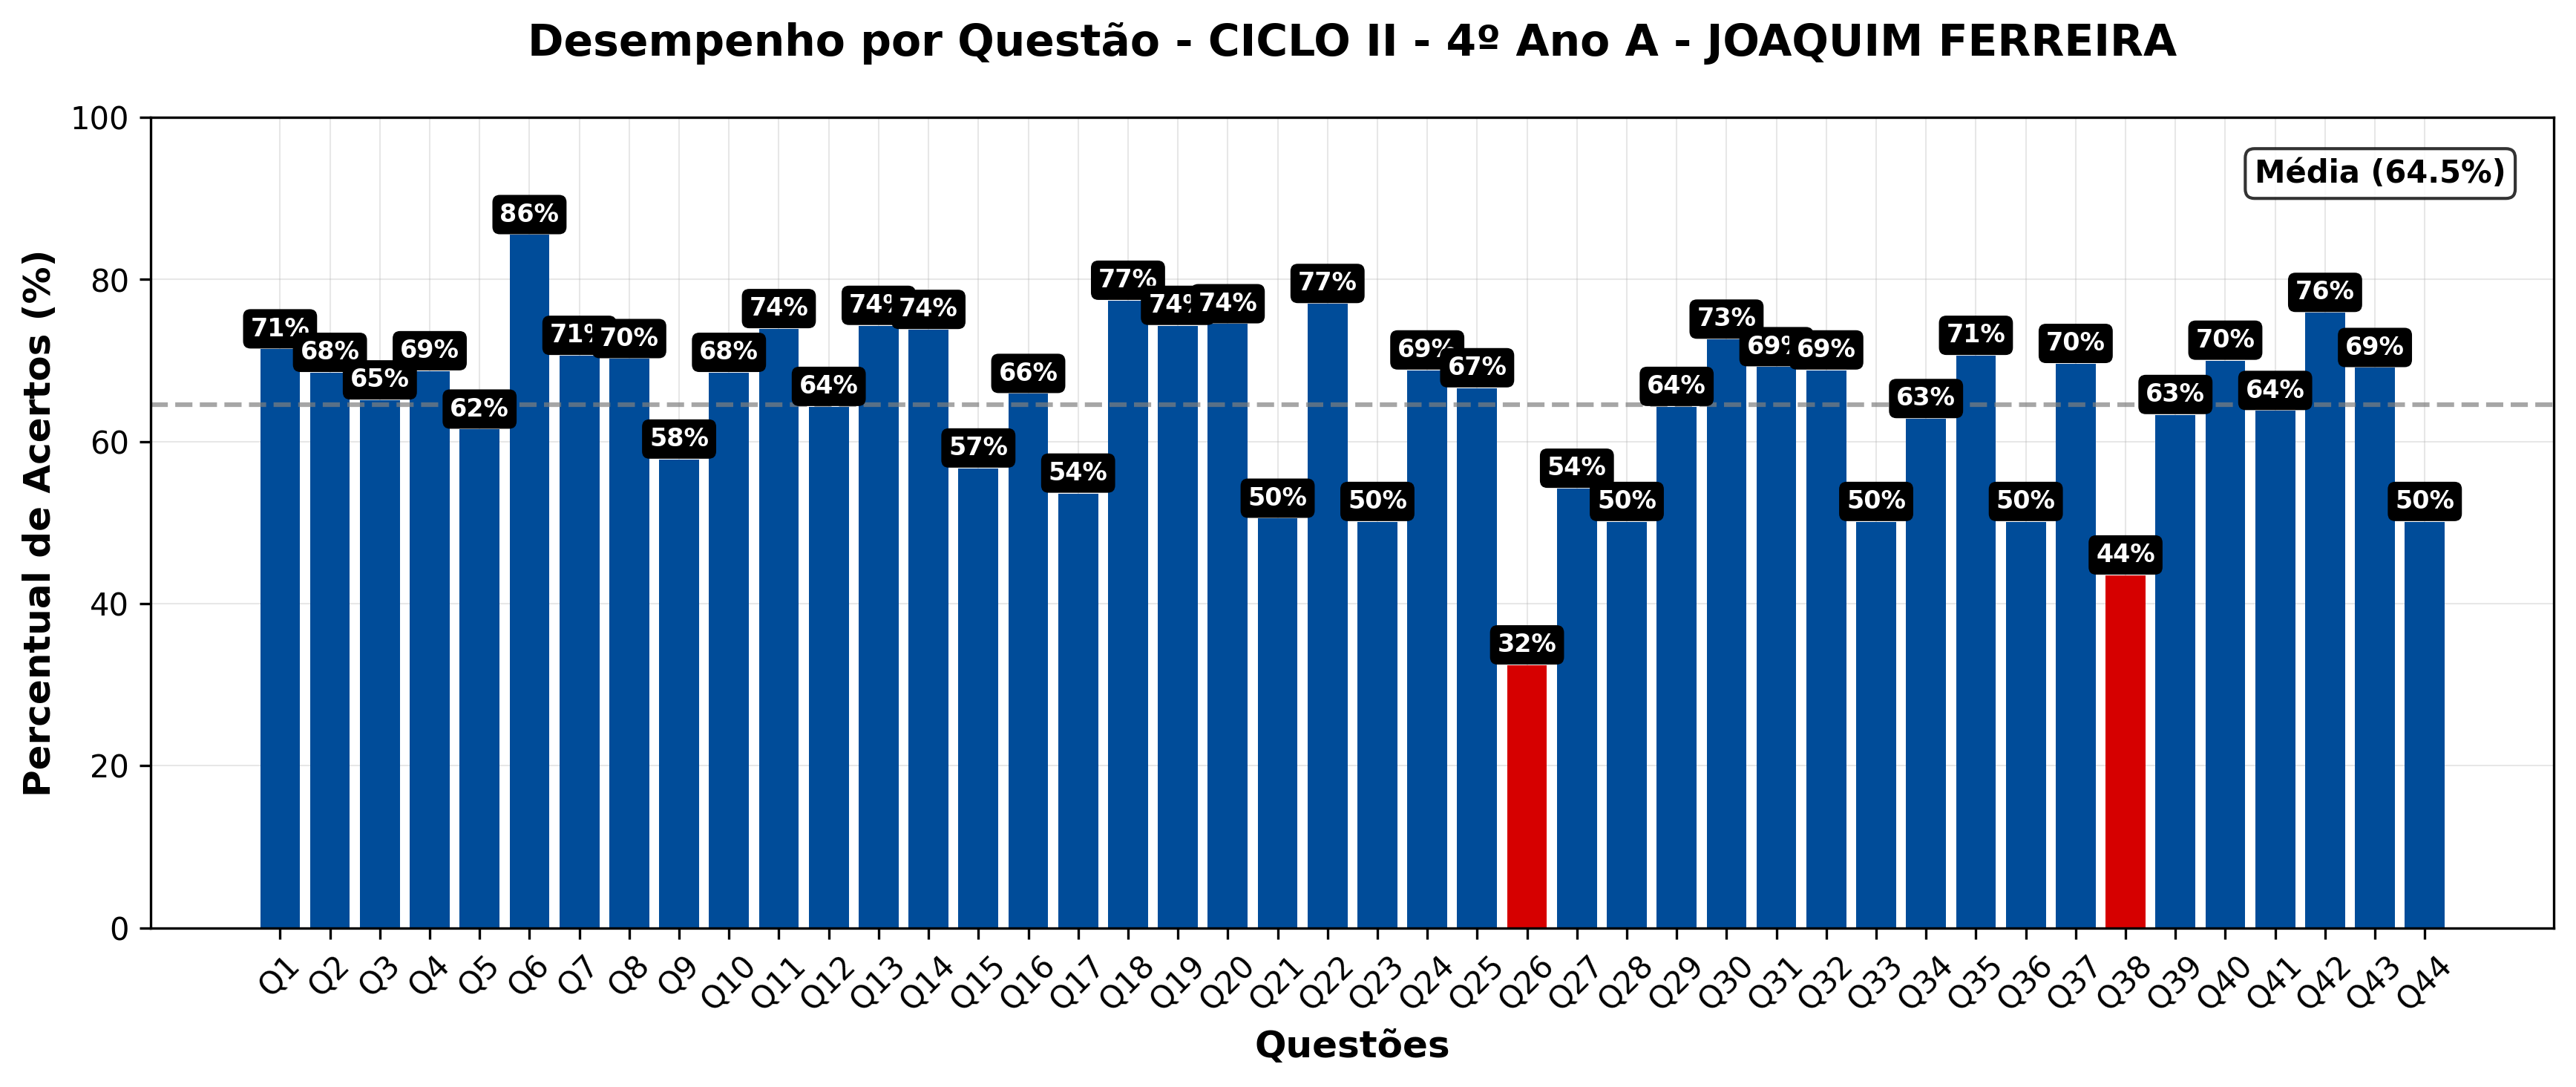 Desempenho por Questão - CICLO II - 4º Ano A - JOAQUIM FERREIRA
Percentual de Acertos (%)
100
80
60
40
20
0
Média (64.5%)
71%
68%
65%
69%
62%
86%
71%
70%
58%
68%
74%
64%
74%
74%
57%
66%
54%
77%
74%
74%
50%
77%
50%
69%
67%
32%
54%
50%
64%
73%
69%
69%
50%
63%
71%
50%
70%
44%
63%
70%
64%
76%
69%
50%
Q1
Q2
Q3
Q4
Q5
Q6
Q7
Q8
Q9
Q10
Q11
Q12
Q13
Q14
Q15
Q16
Q17
Q18
Q19
Q20
Q21
Q22
Q23
Q24
Q25
Q26
Q27
Q28
Q29
Q30
Q31
Q32
Q33
Q34
Q35
Q36
Q37
Q38
Q39
Q40
Q41
Q42
Q43
Q44
Questões